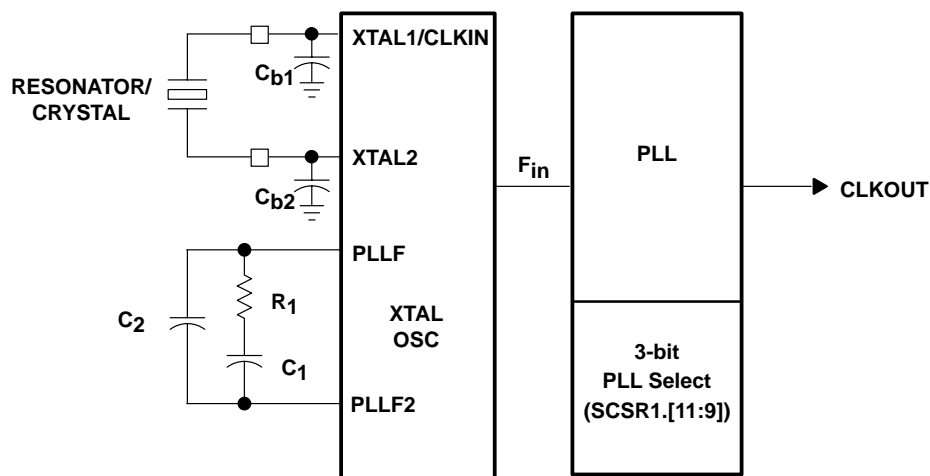 XTAL1/CLKIN
Cb1
RESONATOR/
CRYSTAL
XTAL2
Cb2
PLL
Fin
CLKOUT
PLLF
R1
C2
XTAL
OSC
C1
PLLF2
3-bit
PLL Select
(SCSR1.[11:9])